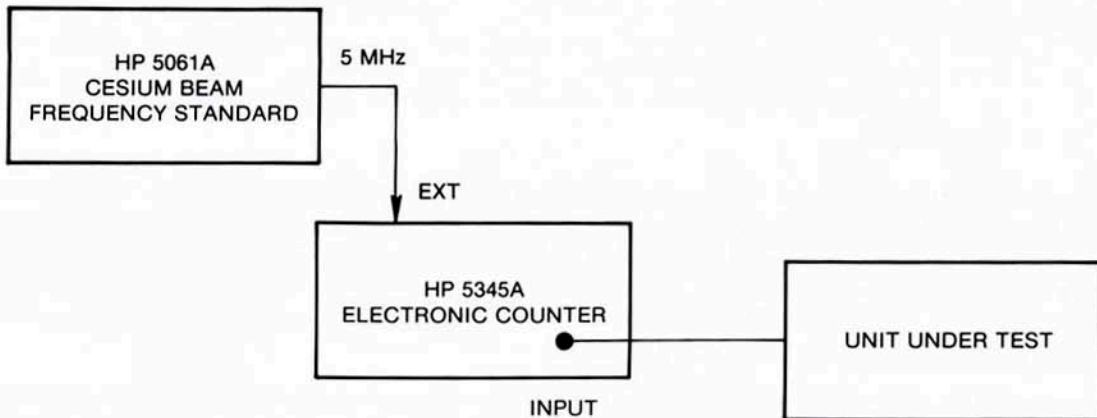 HP 5061A
CESIUM BEAM
FREQUENCY STANDARD
5 MHz
EXT
HP 5345A
ELECTRONIC COUNTER
INPUT
UNIT UNDER TEST